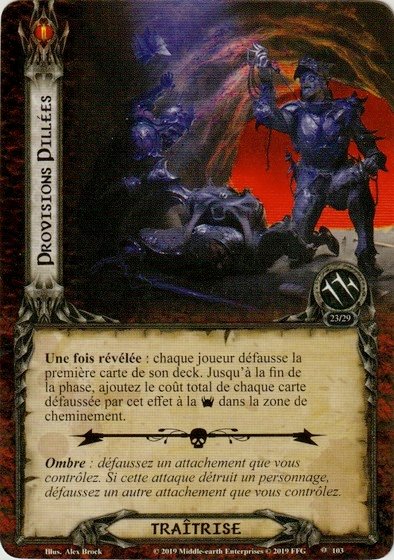 PROVISIONS PILLÉES
23/29
Une fois révélée : chaque joueur défausse la
première carte de son deck. Jusqu'à la fin de
la phase, ajoutez le coût total de chaque carte
défaussée par cet effet à la dans la zone de
cheminement.
Ombre : défaussez un attachement que vous
contrôlez. Si cette attaque détruit un personnage,
défaussez un autre attachement que vous contrôlez.
TRAÎTRISE
Illus. Alex Brock © 2019 Middle-earth Enterprises © 2019 FFG 103